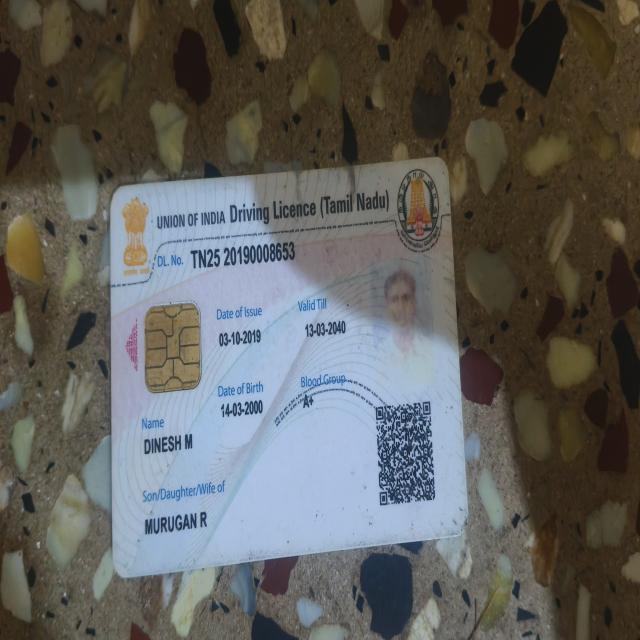 UNION OF INDIA Driving Licence (Tamil Nadu)
DL. No. TN25 20190008653
Date of Issue Valid Till
03-10-2019 13-03-2040
Date of Birth Blood Group
14-03-2000 A+
Name
DINESH M
Son/Daughter/Wife of
MURUGAN R